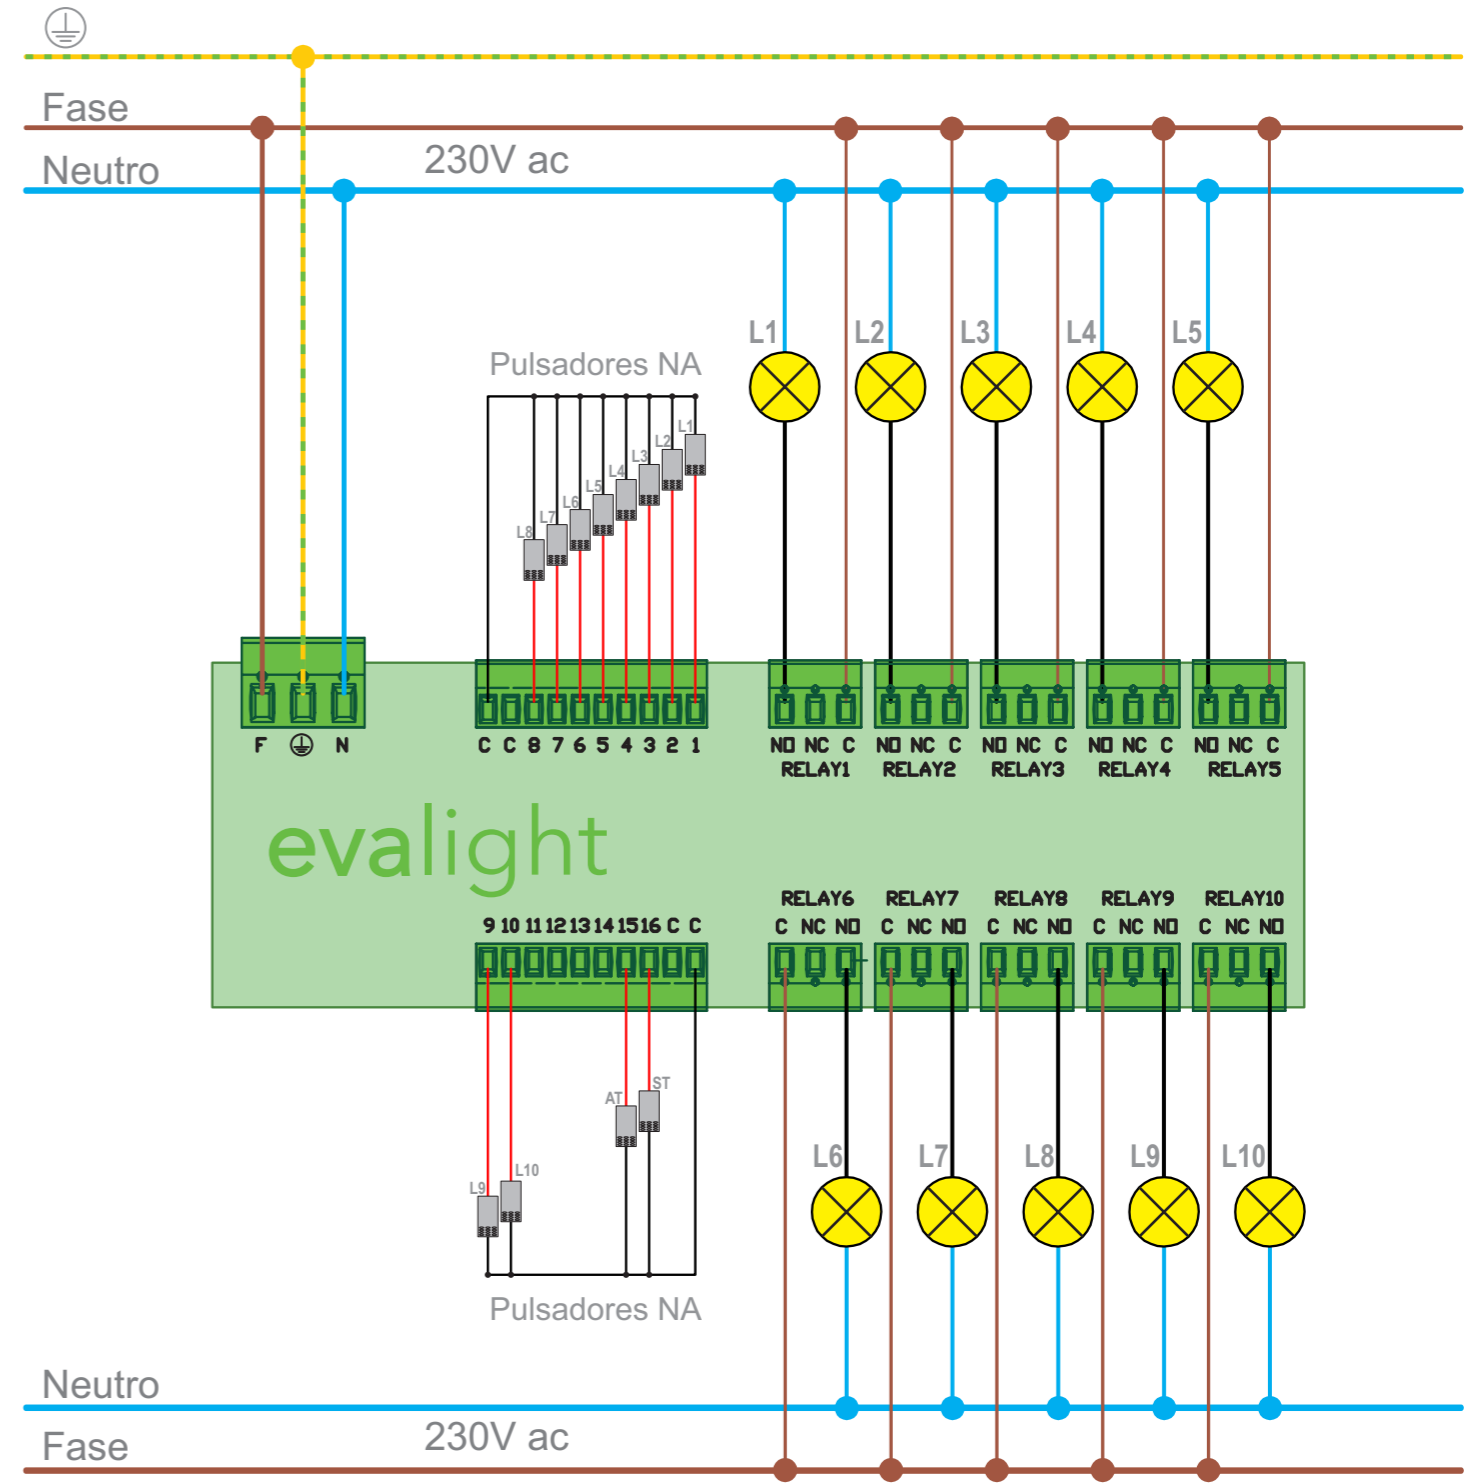 Fase
230V ac
Neutro
L1 L2 L3 L4 L5
Pulsadores NA
L1
L2
L3
L4
L5
L6
L7
L8
F N
C C 8 7 6 5 4 3 2 1
NO NC C NO NC C NO NC C NO NC C NO NC C
RELAY1 RELAY2 RELAY3 RELAY4 RELAY5
evalight
RELAY6 RELAY7 RELAY8 RELAY9 RELAY10
9 10 11 12 13 14 15 16 C C
C NC NO C NC NO C NC NO C NC NO C NC NO
ST
AT
L10
L9
L6 L7 L8 L9 L10
Pulsadores NA
Neutro
230V ac
Fase